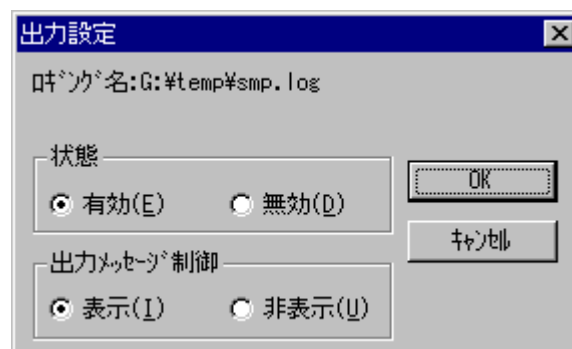 出力設定
ﾛｷﾞﾝｸﾞ名:G:¥temp¥smp.log
状態
有効(E)
無効(D)
OK
ｷｬﾝｾﾙ
出力ﾒｯｾｰｼﾞ制御
表示(I)
非表示(U)